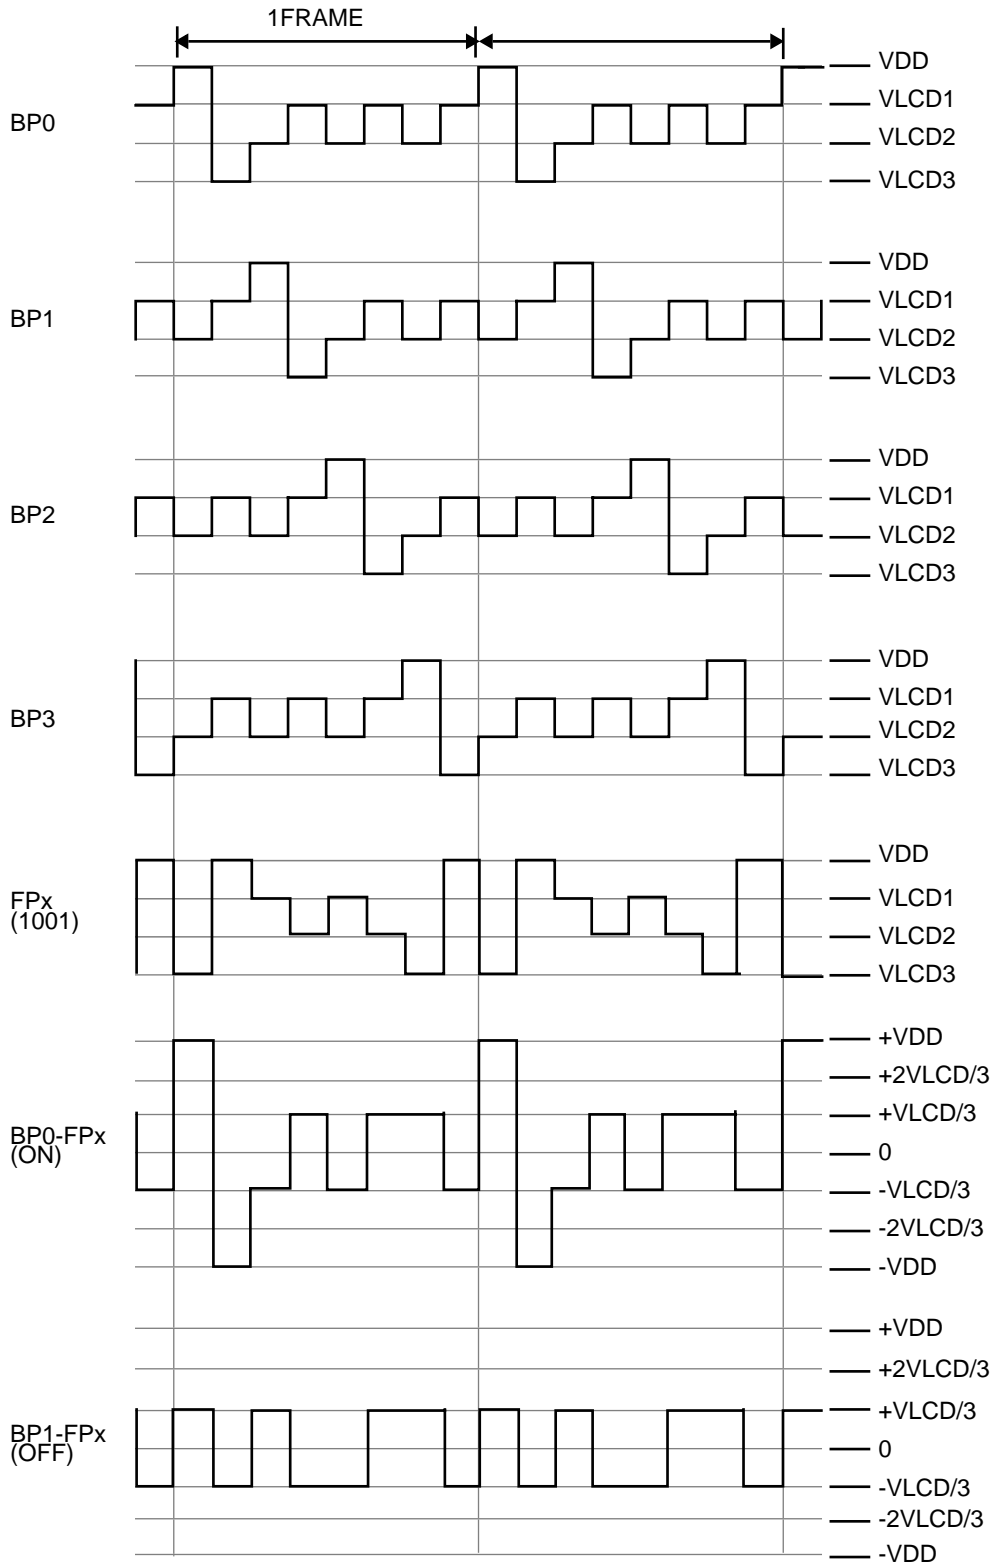 1FRAME
BP0
VDD
VLCD1
VLCD2
VLCD3
BP1
VDD
VLCD1
VLCD2
VLCD3
BP2
VDD
VLCD1
VLCD2
VLCD3
BP3
VDD
VLCD1
VLCD2
VLCD3
FPx
(1001)
VDD
VLCD1
VLCD2
VLCD3
BP0-FPx
(ON)
+VDD
+2VLCD/3
+VLCD/3
0
-VLCD/3
-2VLCD/3
-VDD
BP1-FPx
(OFF)
+VDD
+2VLCD/3
+VLCD/3
0
-VLCD/3
-2VLCD/3
-VDD